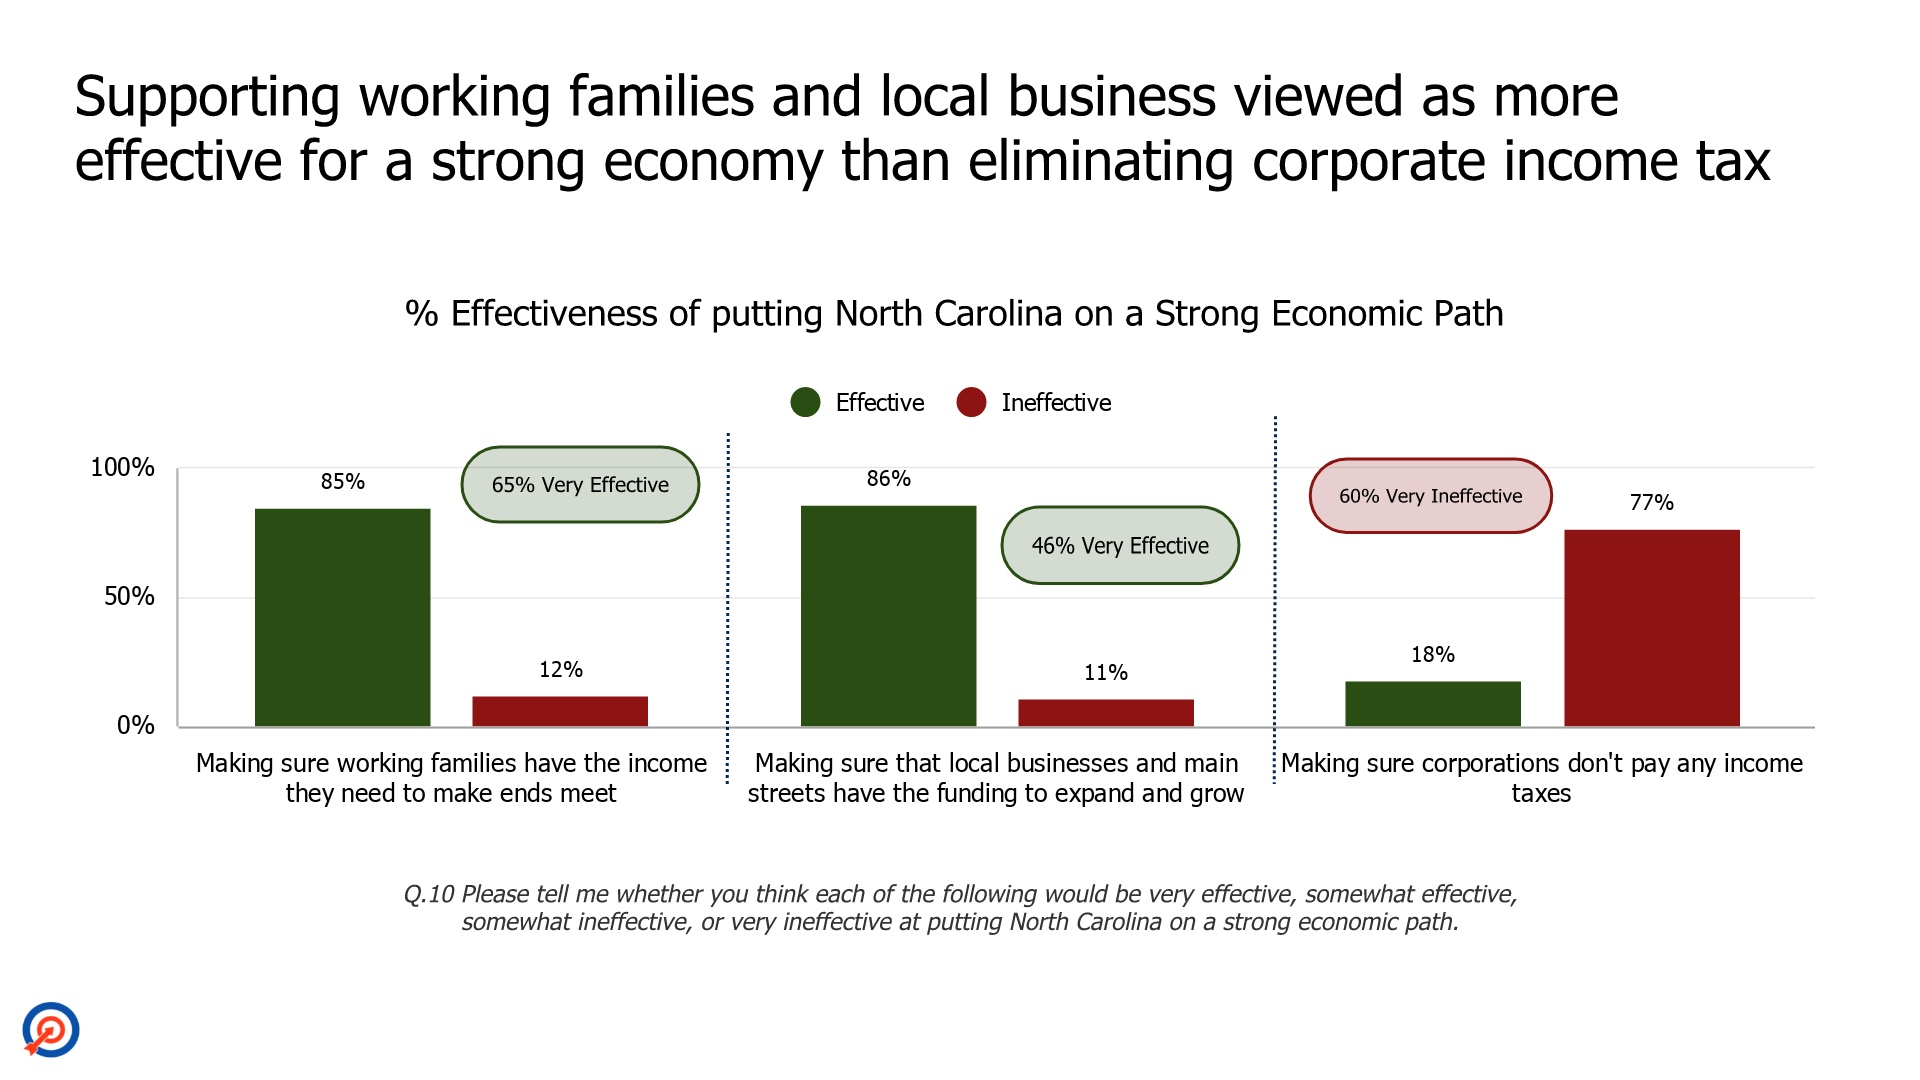 Supporting working families and local business viewed as more
effective for a strong economy than eliminating corporate income tax
% Effectiveness of putting North Carolina on a Strong Economic Path
Effective
Ineffective
100%
50%
0%
85%
65% Very Effective
12%
86%
46% Very Effective
11%
60% Very Ineffective
77%
18%
Making sure working families have the income
they need to make ends meet
Making sure that local businesses and main
streets have the funding to expand and grow
Making sure corporations don't pay any income
taxes
Q.10 Please tell me whether you think each of the following would be very effective, somewhat effective,
somewhat ineffective, or very ineffective at putting North Carolina on a strong economic path.